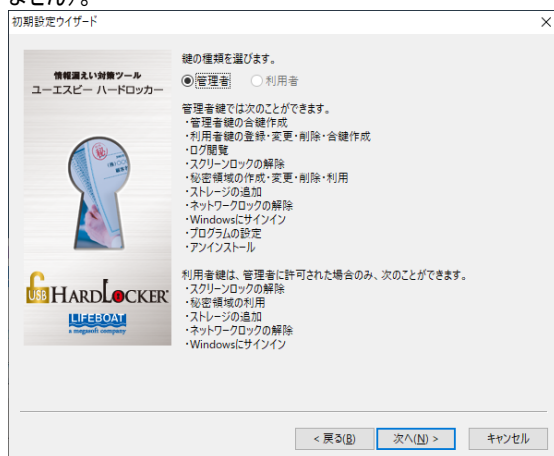 ません)。
初期設定ウィザード
情報漏えい対策ツール
ユーエスビー ハードロッカー
USB HARDLOCKER
LIFEBOAT
a megasoft company
鍵の種類を選びます。
管理者 利用者
管理者鍵では次のことができます。
・管理者鍵の合鍵作成
・利用者鍵の登録・変更・削除・合鍵作成
・ログ閲覧
・スクリーンロックの解除
・秘密領域の作成・変更・削除・利用
・ストレージの追加
・ネットワークロックの解除
・Windowsにサインイン
・プログラムの設定
・アンインストール
利用者鍵は、管理者に許可された場合のみ、次のことができます。
・スクリーンロックの解除
・秘密領域の利用
・ストレージの追加
・ネットワークロックの解除
・Windowsにサインイン
< 戻る(B) 次へ(N) > キャンセル